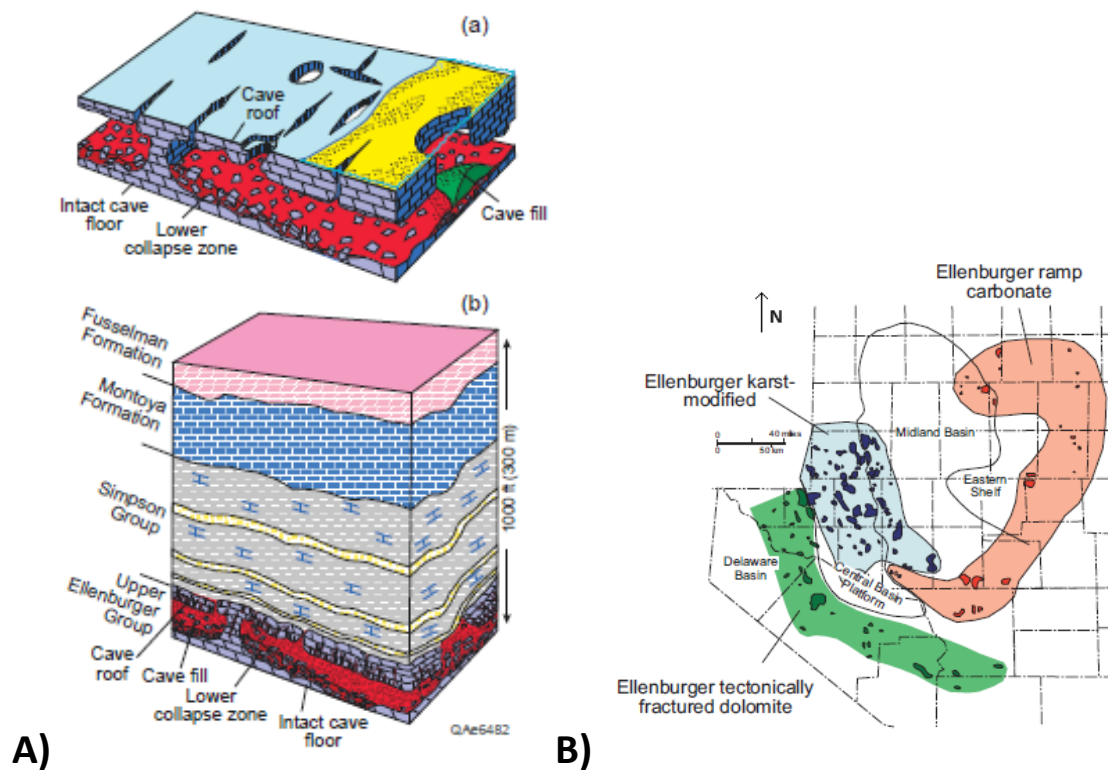 (a)
Cave
roof
Intact cave
floor
Lower
collapse zone
Cave fill
(b)
Fusselman
Formation
Montoya
Formation
Simpson
Group
Upper
Ellenburger
Group
Cave
roof
Cave fill
Lower
collapse zone
Intact cave
floor
1000 ft (300 m)
QAe6482
A)
Ellenburger ramp
carbonate
N
Ellenburger karst-
modified
0 40 miles
0 50 km
Midland Basin
Eastern
Shelf
Delaware
Basin
Central Basin
Platform
Ellenburger tectonically
fractured dolomite
B)